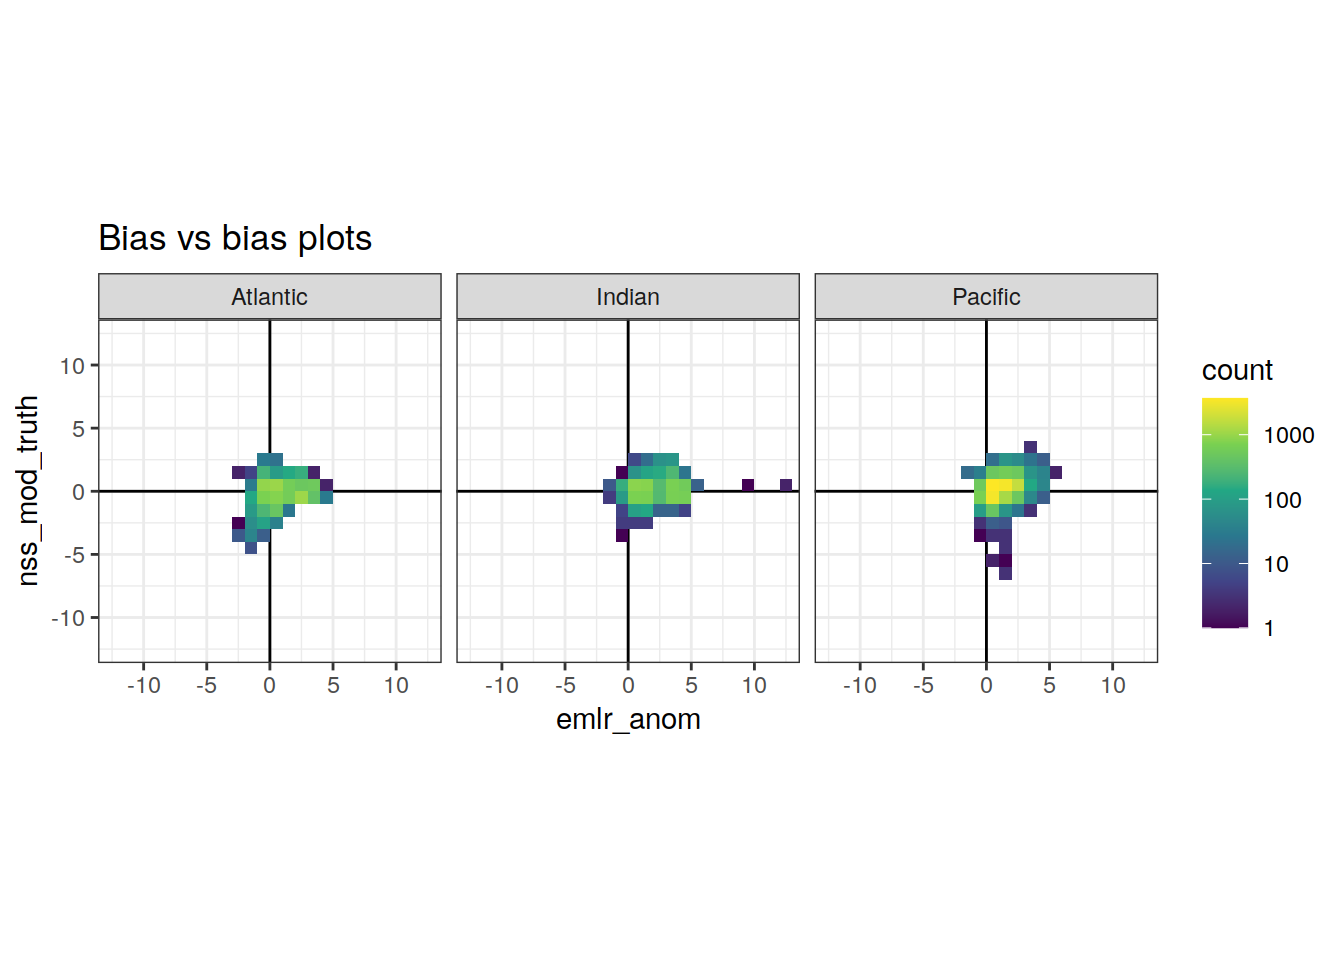 Bias vs bias plots
Atlantic Indian Pacific
10
5
0
-5
-10
nss_mod_truth
-10 -5 0 5 10 -10 -5 0 5 10 -10 -5 0 5 10
emlr_anom
count
1000
100
10
1